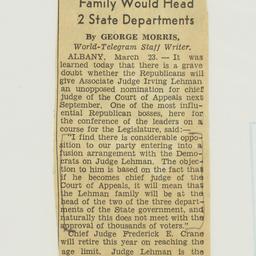 Family Would Head
2 State Departments
By GEORGE MORRIS,
World-Telegram Staff Writer.
ALBANY, March 23. — It was
learned today that there is a grave
doubt whether the Republicans will
give Associate Judge Irving Lehman
an unopposed nomination for chief
judge of the Court of Appeals next
September. One of the most influ-
ential Republican bosses, here for
the conference of the leaders on a
course for the Legislature, said:—
"I find there is considerable oppo-
sition to our party entering into a
fusion arrangement with the Demo-
crats on Judge Lehman. The objec-
tion to him is based on the fact that
if he becomes chief judge of the
Court of Appeals, it will mean that
the Lehman family will be at the
head of the two of the three depart-
ments of the State government, and
naturally this does not meet with the
approval of thousands of voters."
Chief Judge Frederick E. Crane
will retire this year on reaching the
age limit. Judge Lehman is the